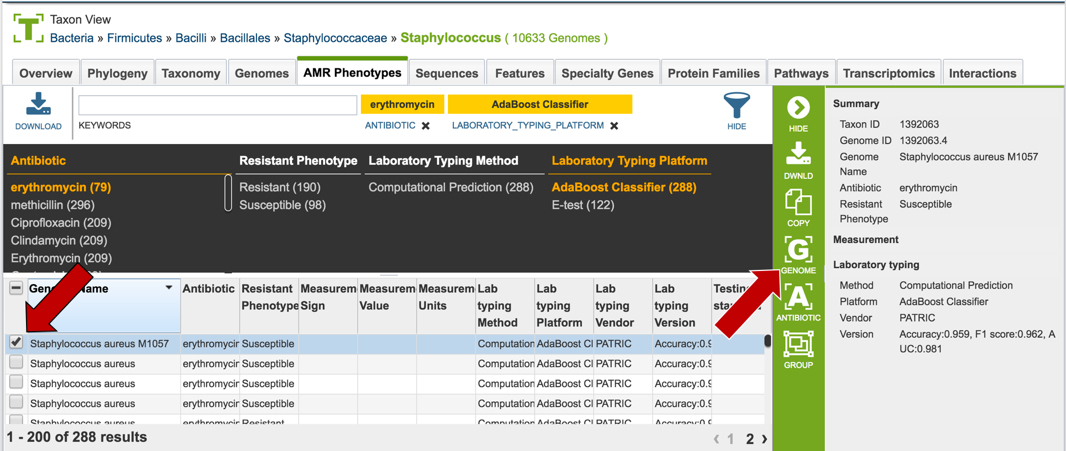 Taxon View
Bacteria » Firmicutes » Bacilli » Bacillales » Staphylococcaceae » Staphylococcus ( 10633 Genomes )
Overview Phylogeny Taxonomy Genomes AMR Phenotypes Sequences Features Specialty Genes Protein Families Pathways Transcriptomics Interactions
DOWNLOAD
KEYWORDS
erythromycin AdaBoost Classifier
ANTIBIOTIC ✕ LABORATORY_TYPING_PLATFORM ✕
HIDE
Antibiotic
erythromycin (79)
methicillin (296)
Ciprofloxacin (209)
Clindamycin (209)
Erythromycin (209)
Resistant Phenotype
Resistant (190)
Susceptible (98)
Laboratory Typing Method
Computational Prediction (288)
Laboratory Typing Platform
AdaBoost Classifier (288)
E-test (122)
Name Antibiotic Resistant Phenotype Measurem Sign Measurem Value Measurem Units Lab typing Method Lab typing Platform Lab typing Vendor Lab typing Version
Staphylococcus aureus M1057 erythromycin Susceptible Computation AdaBoost Cl PATRIC Accuracy:0.9
Staphylococcus aureus erythromycin Susceptible Computation AdaBoost Cl PATRIC Accuracy:0.9
Staphylococcus aureus erythromycin Susceptible Computation AdaBoost Cl PATRIC Accuracy:0.9
Staphylococcus aureus erythromycin Susceptible Computation AdaBoost Cl PATRIC Accuracy:0.9
Staphylococcus aureus erythromycin Resistant Computation AdaBoost Cl PATRIC Accuracy:0.9
1 - 200 of 288 results
‹ 1 2 ›
HIDE
DWNLD
COPY
G
GENOME
A
ANTIBIOTIC
GROUP
Summary
Taxon ID 1392063
Genome ID 1392063.4
Genome Name Staphylococcus aureus M1057
Antibiotic erythromycin
Resistant Phenotype Susceptible
Measurement
Laboratory typing
Method Computational Prediction
Platform AdaBoost Classifier
Vendor PATRIC
Version Accuracy:0.959, F1 score:0.962, A
UC:0.981